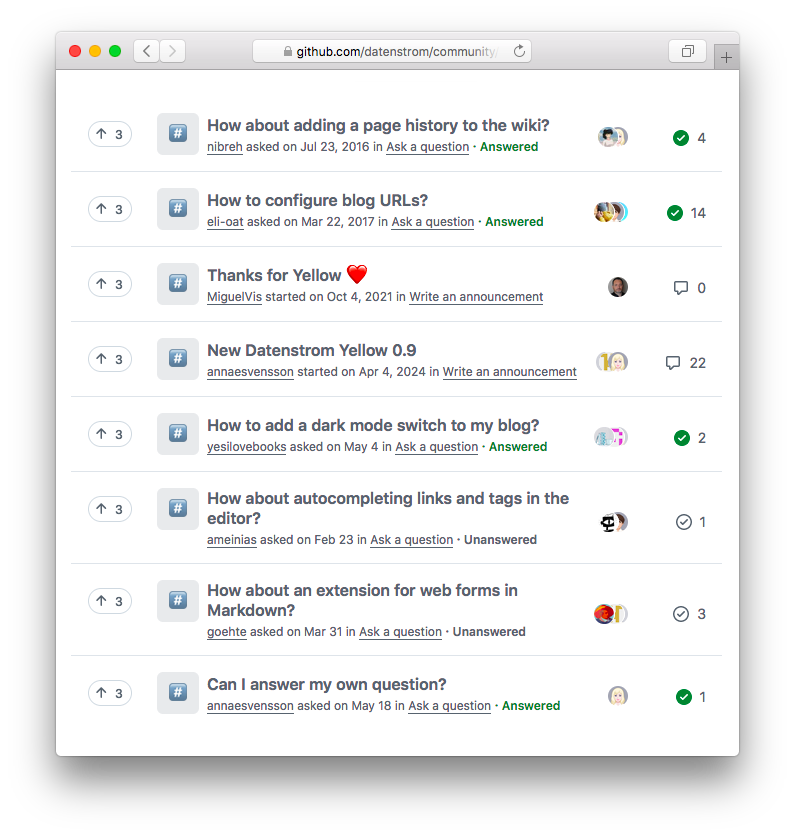 github.com/datenstrom/community/
↑ 3
#
How about adding a page history to the wiki?
nibreh asked on Jul 23, 2016 in Ask a question · Answered
4
↑ 3
#
How to configure blog URLs?
eli-oat asked on Mar 22, 2017 in Ask a question · Answered
14
↑ 3
#
Thanks for Yellow ❤️
MiguelVis started on Oct 4, 2021 in Write an announcement
0
↑ 3
#
New Datenstrom Yellow 0.9
annaesvensson started on Apr 4, 2024 in Write an announcement
22
↑ 3
#
How to add a dark mode switch to my blog?
yesilovebooks asked on May 4 in Ask a question · Answered
2
↑ 3
#
How about autocompleting links and tags in the
editor?
ameinias asked on Feb 23 in Ask a question · Unanswered
1
↑ 3
#
How about an extension for web forms in
Markdown?
goehte asked on Mar 31 in Ask a question · Unanswered
3
↑ 3
#
Can I answer my own question?
annaesvensson asked on May 18 in Ask a question · Answered
1